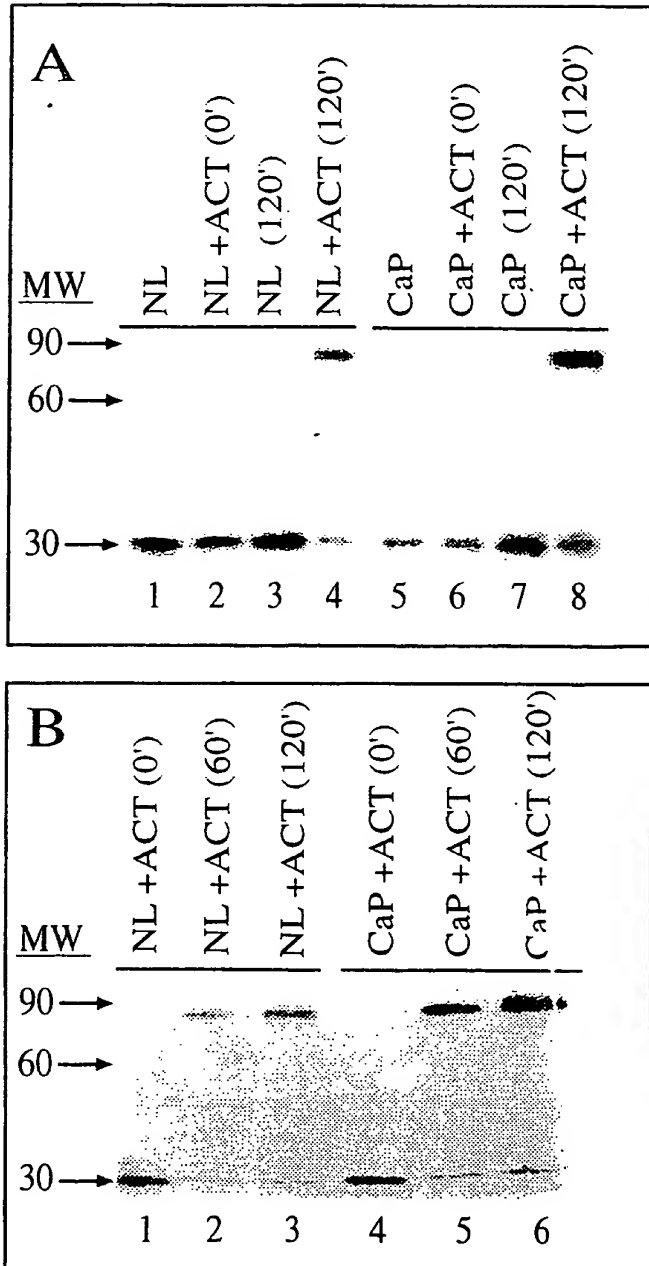 A
MW
NL
NL +ACT (0')
NL (120')
NL +ACT (120')
CaP
CaP +ACT (0')
CaP (120')
CaP +ACT (120')
90
60
30
1 2 3 4 5 6 7 8
B
MW
NL +ACT (0')
NL +ACT (60')
NL +ACT (120')
CaP +ACT (0')
CaP +ACT (60')
CaP +ACT (120')
90
60
30
1 2 3 4 5 6